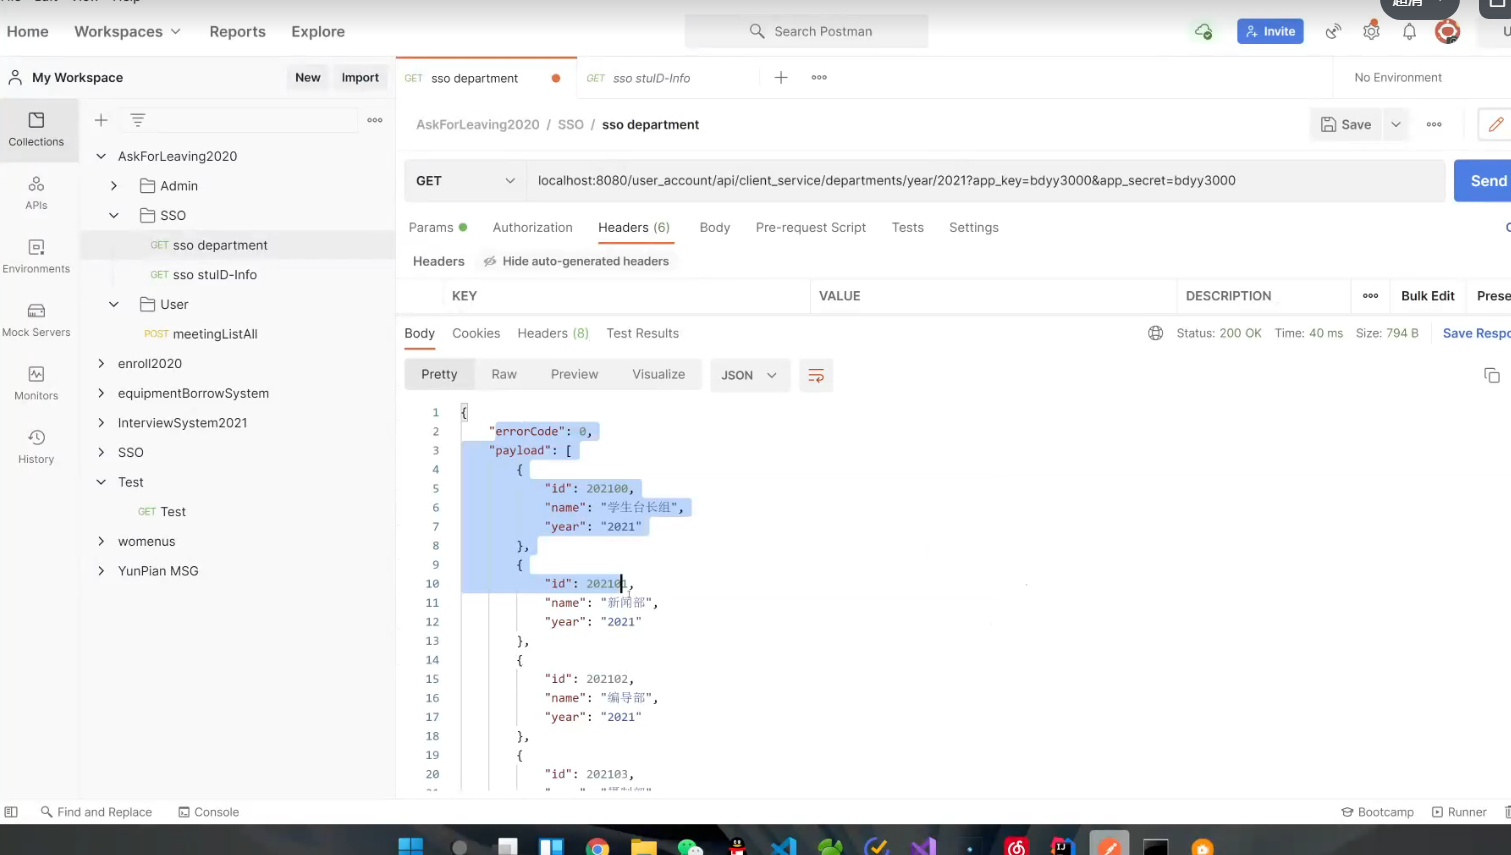 超清
Home Workspaces Reports Explore Search Postman Invite
My Workspace New Import GET sso department GET sso stuID-Info No Environment
Collections
APIs
Environments
Mock Servers
Monitors
History
AskForLeaving2020
Admin
SSO
GET sso department
GET sso stuID-Info
User
POST meetingListAll
enroll2020
equipmentBorrowSystem
InterviewSystem2021
SSO
Test
GET Test
womenus
YunPian MSG
AskForLeaving2020 / SSO / sso department Save
GET localhost:8080/user_account/api/client_service/departments/year/2021?app_key=bdyy3000&app_secret=bdyy3000 Send
Params Authorization Headers (6) Body Pre-request Script Tests Settings
Headers Hide auto-generated headers
KEY VALUE DESCRIPTION Bulk Edit Prese
Body Cookies Headers (8) Test Results Status: 200 OK Time: 40 ms Size: 794 B Save Respo
Pretty Raw Preview Visualize JSON
1 {
2 "errorCode": 0,
3 "payload": [
4 {
5 "id": 202100,
6 "name": "学生台长组",
7 "year": "2021"
8 },
9 {
10 "id": 202101,
11 "name": "新闻部",
12 "year": "2021"
13 },
14 {
15 "id": 202102,
16 "name": "编导部",
17 "year": "2021"
18 },
19 {
20 "id": 202103,
Find and Replace Console Bootcamp Runner